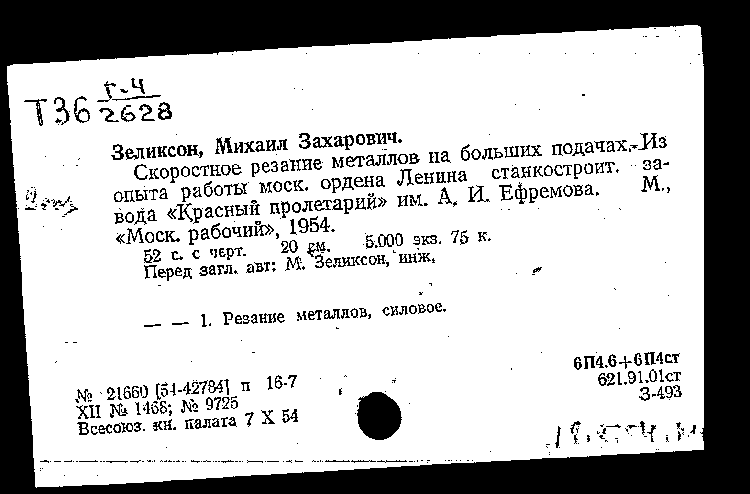 Т36 Г-4
2628
Зеликсон, Михаил Захарович.
Скоростное резание металлов на больших подачах. Из
опыта работы моск. ордена Ленина станкостроит. за-
вода «Красный пролетарий» им. А. И. Ефремова. М.,
«Моск. рабочий», 1954.
52 с. с черт. 20 см. 5.000 экз. 75 к.
Перед загл. авт: М. Зеликсон, инж.
— — 1. Резание металлов, силовое.
6П4.6+6П4ст
№ 21660 [54-42784] п 16-7
621.91.01ст
XII № 1468; № 9725
З-493
Всесоюз. кн. палата 7 X 54